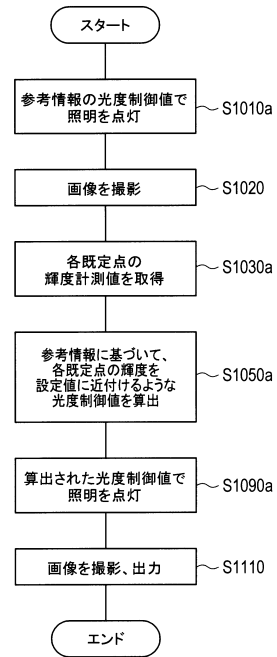 スタート
参考情報の光度制御値で
照明を点灯
S1010a
画像を撮影
S1020
各既定点の
輝度計測値を取得
S1030a
参考情報に基づいて、
各既定点の輝度を
設定値に近付けるような
光度制御値を算出
S1050a
算出された光度制御値で
照明を点灯
S1090a
画像を撮影、出力
S1110
エンド